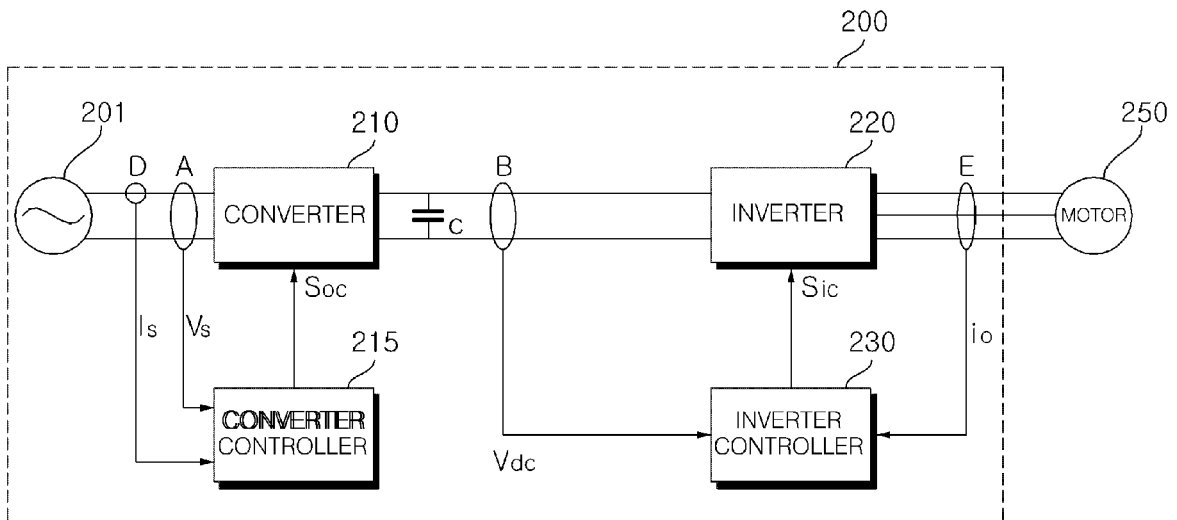 200
201
D
A
210
B
220
E
250
CONVERTER
C
INVERTER
MOTOR
Soc
Sic
Is
Vs
215
230
io
CONVERTER
CONTROLLER
INVERTER
CONTROLLER
Vdc